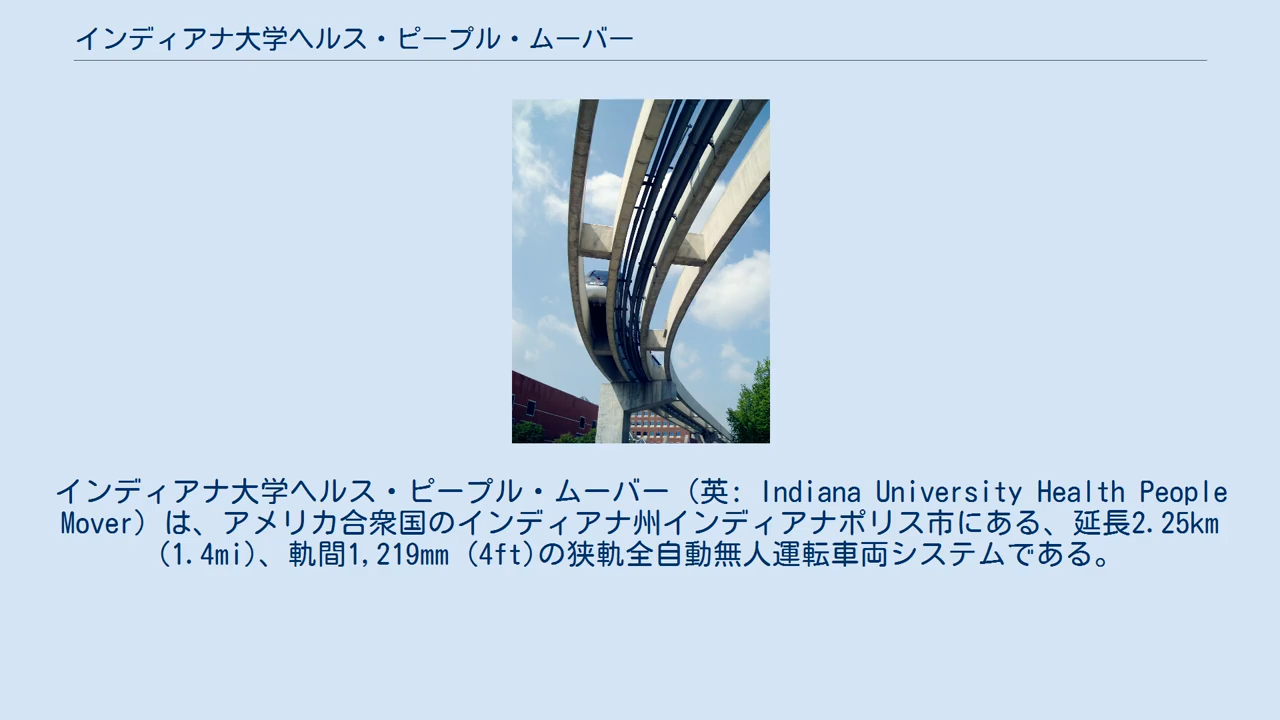 インディアナ大学ヘルス・ピープル・ムーバー
インディアナ大学ヘルス・ピープル・ムーバー（英: Indiana University Health People
Mover）は、アメリカ合衆国のインディアナ州インディアナポリス市にある、延長2.25km
(1.4mi)、軌間1,219mm (4ft)の狭軌全自動無人運転車両システムである。